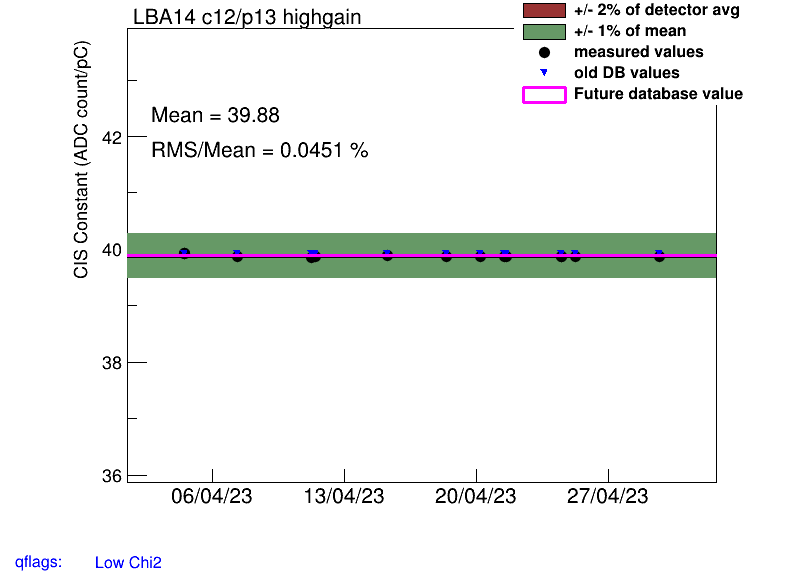 LBA14 c12/p13 highgain
+/- 2% of detector avg
+/- 1% of mean
measured values
old DB values
Future database value
Mean = 39.88
RMS/Mean = 0.0451 %
CIS Constant (ADC count/pC)
42
40
38
36
06/04/23
13/04/23
20/04/23
27/04/23
qflags: Low Chi2